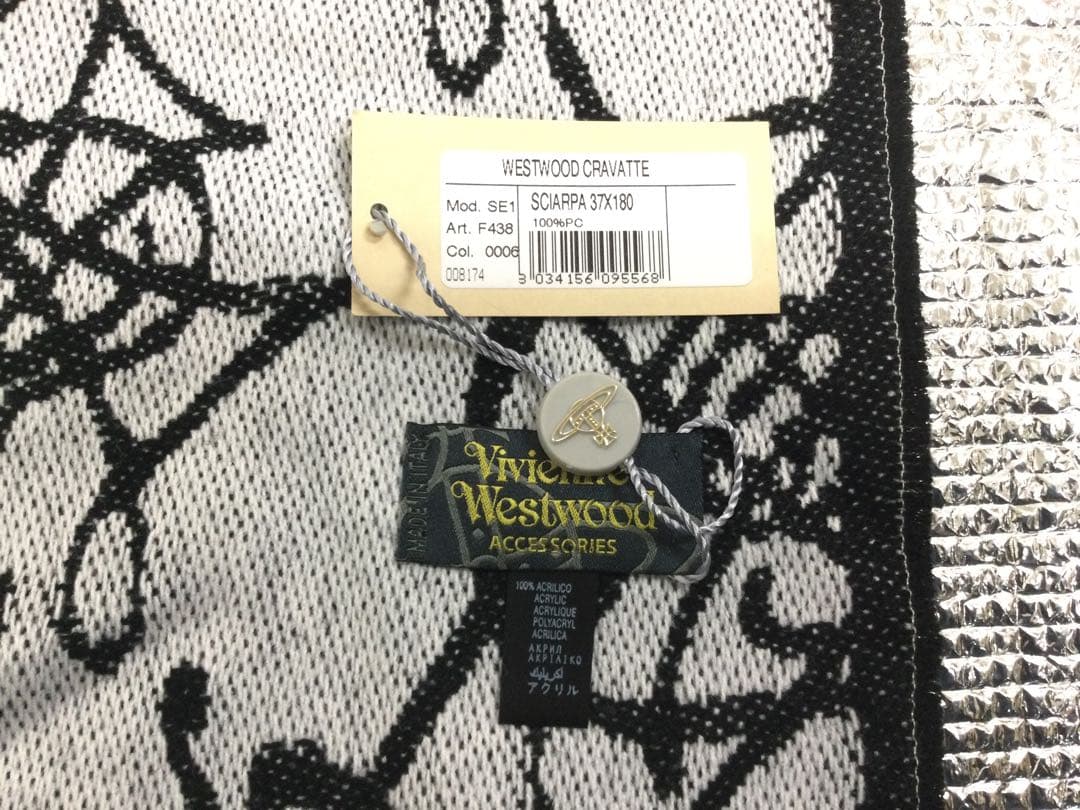 WESTWOOD CRAVATTE
Mod. SE1
SCIARPA 37X180
Art. F438
100%PC
Col. 0006
008174
3 034156 095568
Vivienne
Westwood
ACCESSORIES
MADE IN ITALY
100% ACRILICO
ACRYLIC
ACRYLIQUE
POLYACRYL
ACRILICA
АКРИЛ
ΑΚΡΙΛΙΚΟ
اكريليك
アクリル